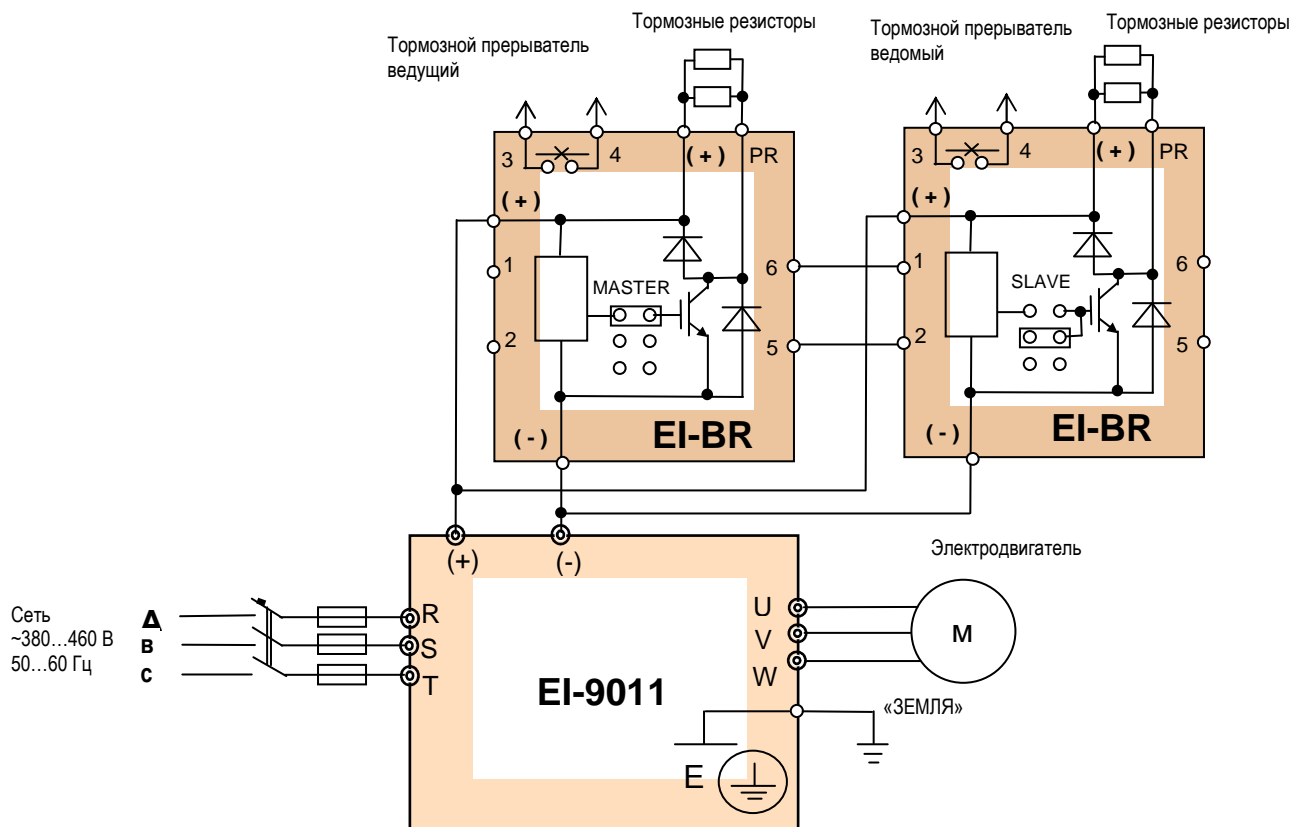 Тормозной прерыватель
ведущий
Тормозные резисторы
Тормозной прерыватель
ведомый
Тормозные резисторы
3
4
(+)
PR
(+)
1
2
MASTER
6
5
(-)
EI-BR
3
4
(+)
PR
(+)
1
2
SLAVE
6
5
(-)
EI-BR
(+)
(-)
Электродвигатель
Сеть
~380...460 В
50...60 Гц
A
B
C
R
S
T
EI-9011
U
V
W
M
«ЗЕМЛЯ»
E